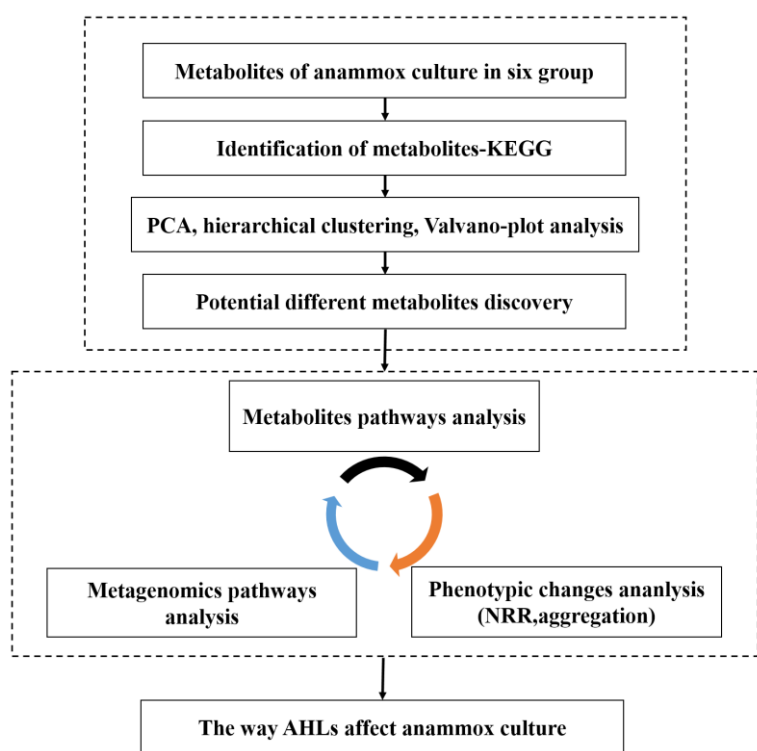 Metabolites of anammox culture in six group
Identification of metabolites-KEGG
PCA, hierarchical clustering, Valvano-plot analysis
Potential different metabolites discovery
Metabolites pathways analysis
Metagenomics pathways
analysis
Phenotypic changes ananlysis
(NRR,aggregation)
The way AHLs affect anammox culture